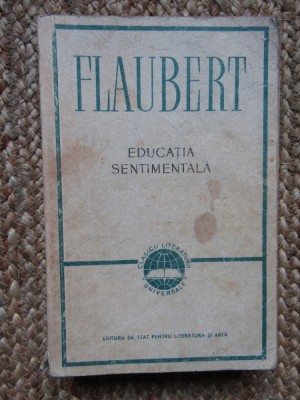 FLAUBERT
EDUCAȚIA
SENTIMENTALĂ
CLASICII LITERATURII
UNIVERSALE
EDITURA DE STAT PENTRU LITERATURĂ ȘI ARTĂ